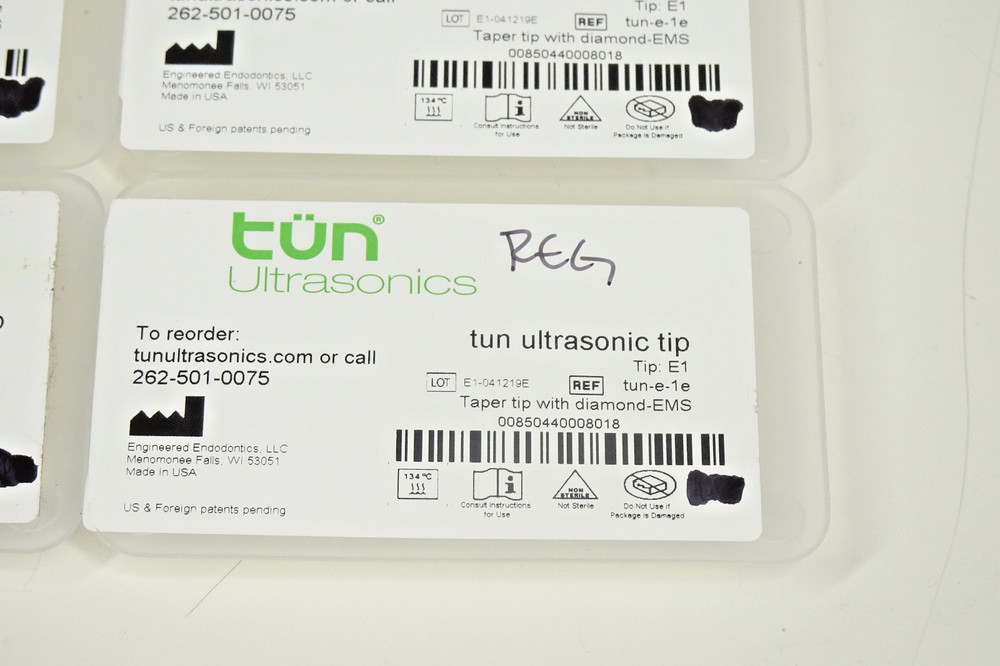 262-501-0075
Engineered Endodontics, LLC
Menomonee Falls, WI 53051
Made in USA
US & Foreign patents pending
Tip: E1
LOT E1-041219E REF tun-e-1e
Taper tip with diamond-EMS
00850440008018
134 °C
Consult Instructions
for Use
NON
STERILE
Not Sterile
Do Not Use if
Package is Damaged
tün®
Ultrasonics
REG
To reorder:
tunultrasonics.com or call
262-501-0075
Engineered Endodontics, LLC
Menomonee Falls, WI 53051
Made in USA
US & Foreign patents pending
tun ultrasonic tip
Tip: E1
LOT E1-041219E REF tun-e-1e
Taper tip with diamond-EMS
00850440008018
134 °C
Consult Instructions
for Use
NON
STERILE
Not Sterile
Do Not Use if
Package is Damaged